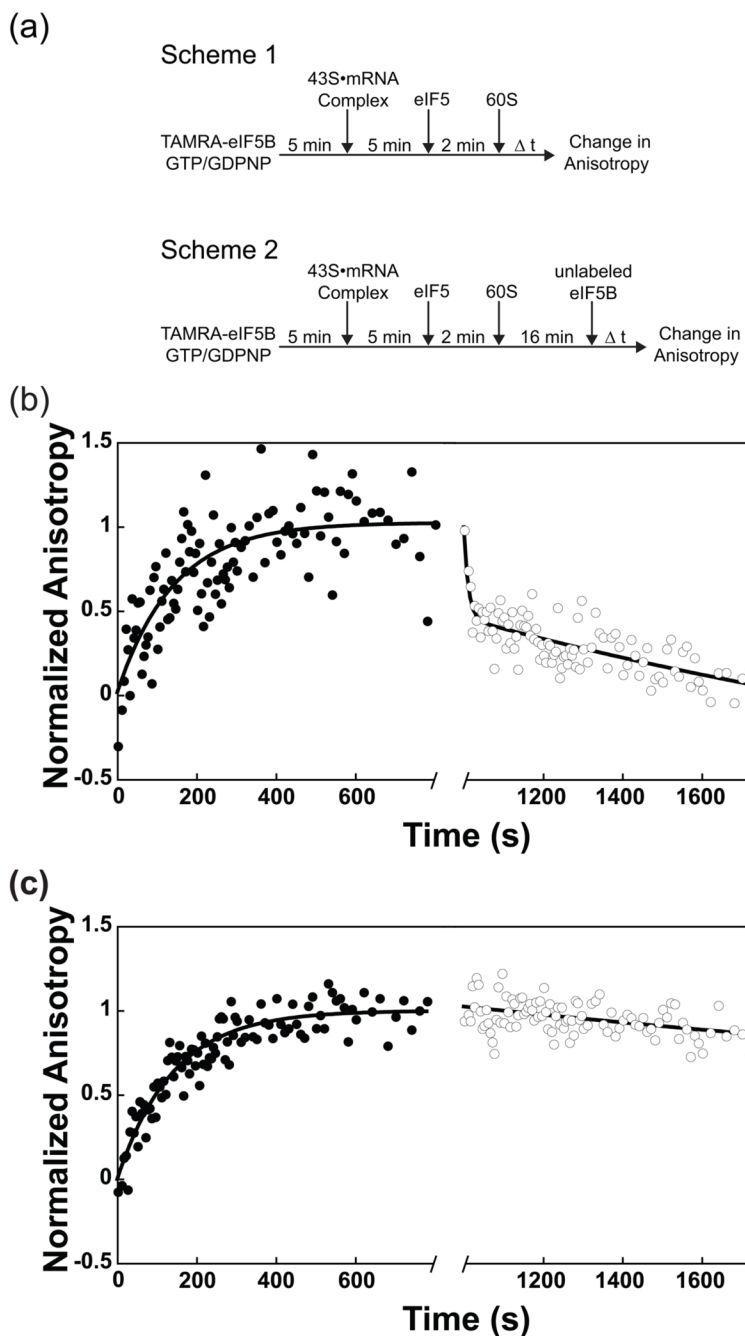 (a)
Scheme 1
43S•mRNA
Complex eIF5 60S
TAMRA-eIF5B
GTP/GDPNP
5 min 5 min 2 min Δ t
Change in
Anisotropy
Scheme 2
43S•mRNA
Complex eIF5 60S unlabeled
eIF5B
TAMRA-eIF5B
GTP/GDPNP
5 min 5 min 2 min 16 min Δ t
Change in
Anisotropy
(b)
Normalized Anisotropy
1.5
1
0.5
0
-0.5
0 200 400 600 1200 1400 1600
Time (s)
(c)
Normalized Anisotropy
1.5
1
0.5
0
-0.5
0 200 400 600 1200 1400 1600
Time (s)